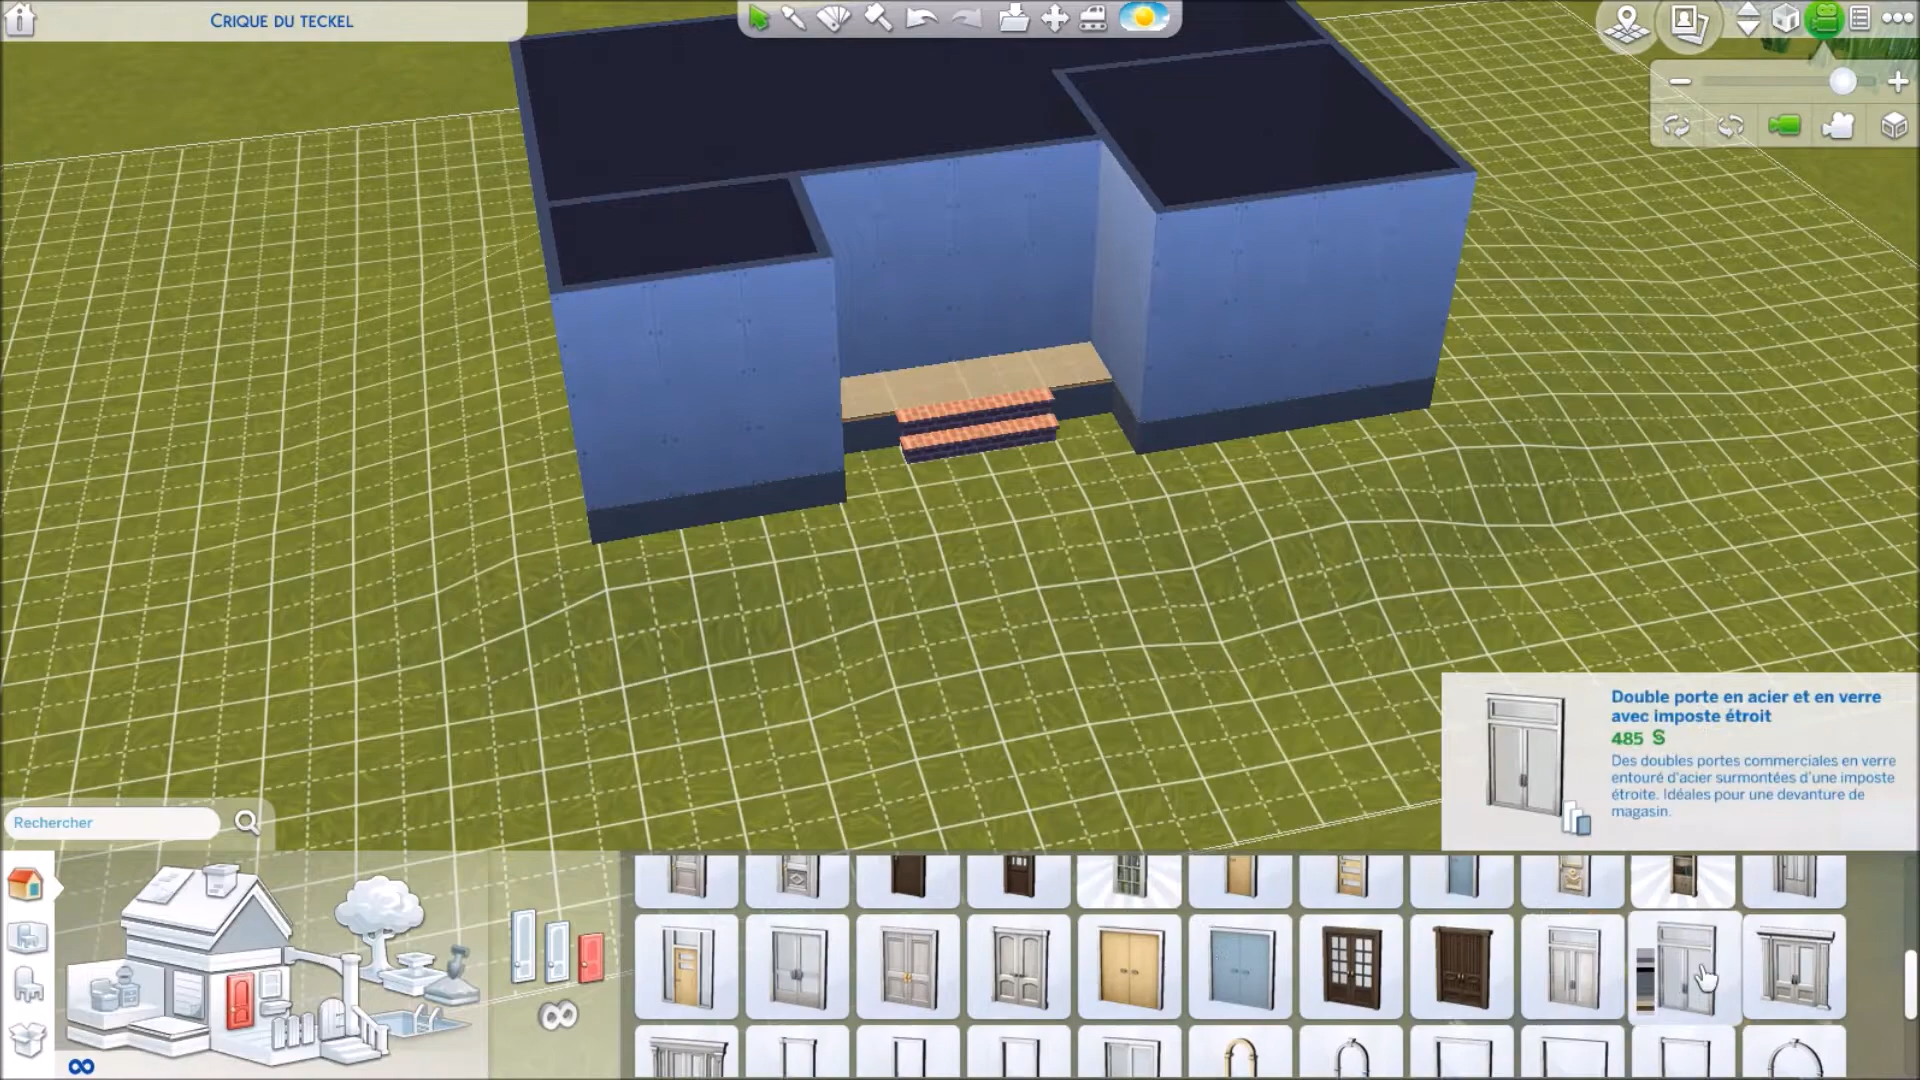 CRIQUE DU TECKEL
Double porte en acier et en verre
avec imposte étroit
485 §
Des doubles portes commerciales en verre
entouré d'acier surmontées d'une imposte
étroite. Idéales pour une devanture de
magasin.
Rechercher